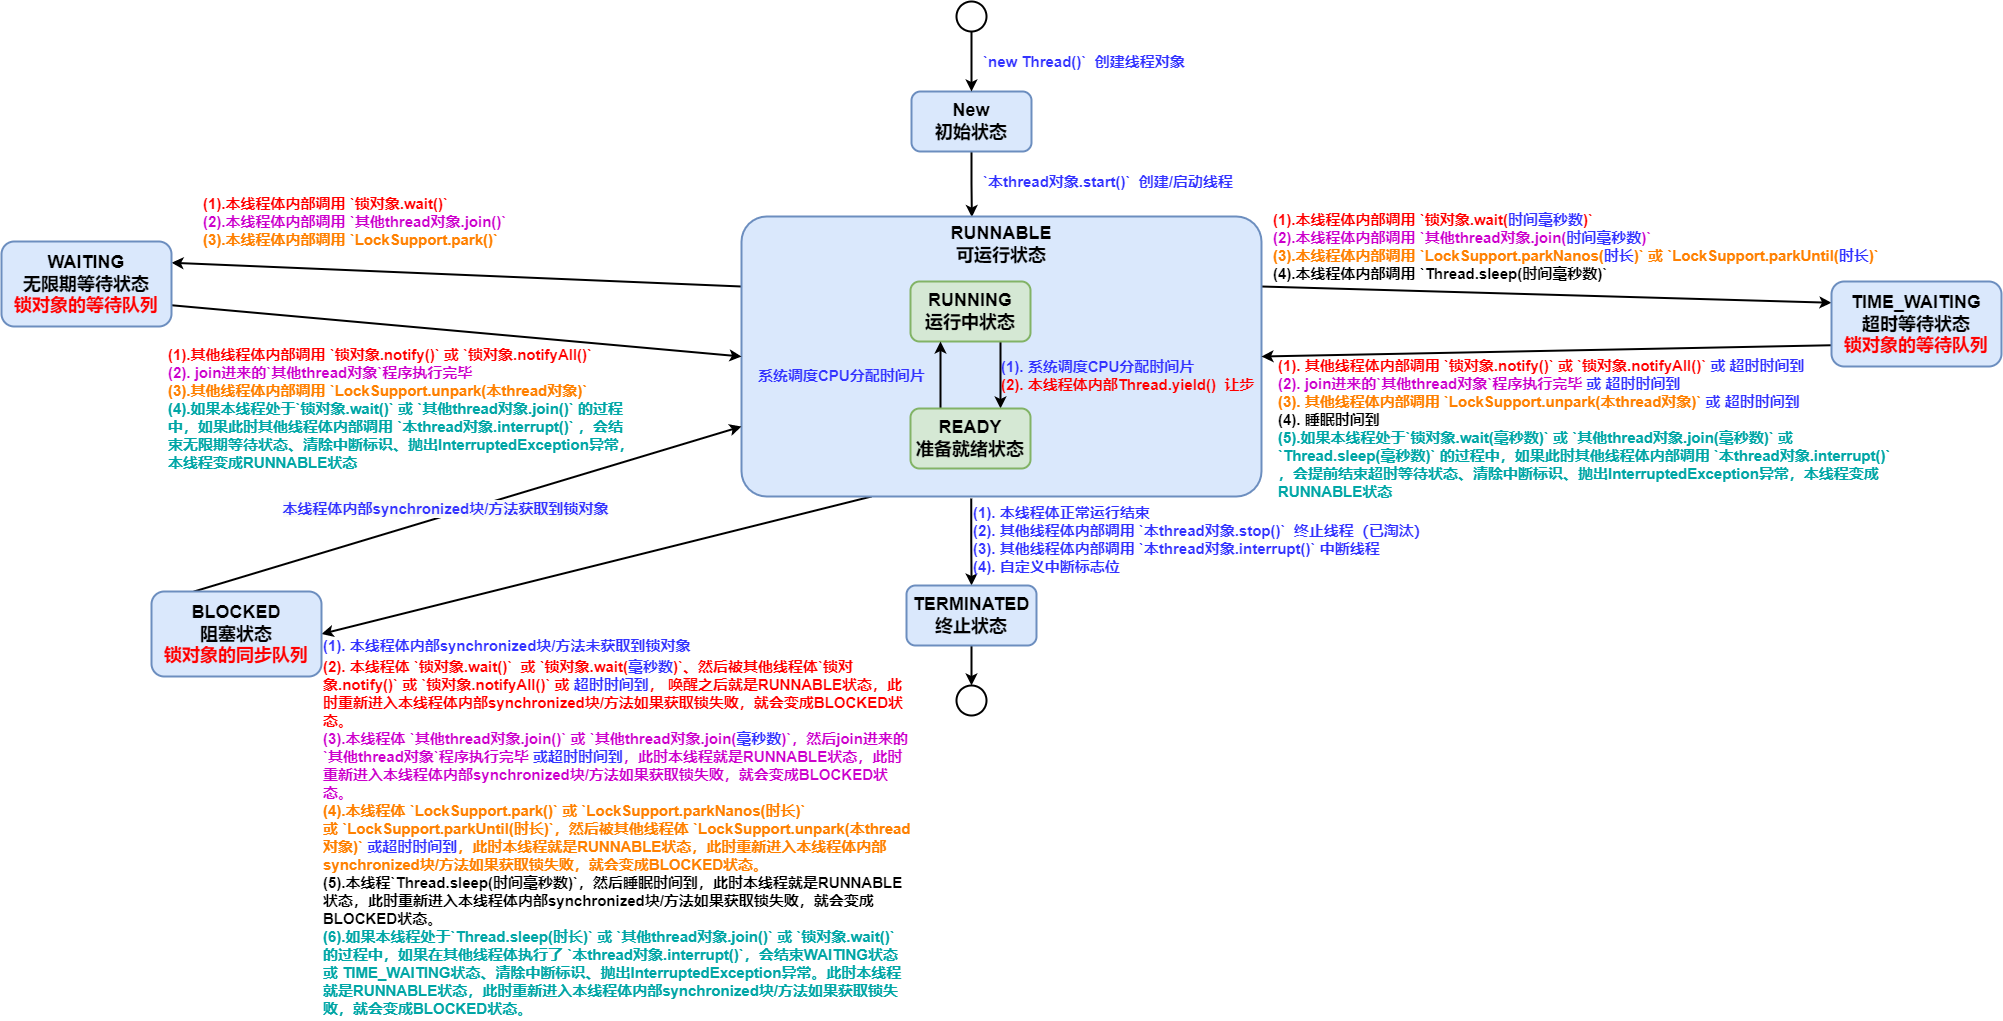 `new Thread()` 创建线程对象
New
初始状态
`本thread对象.start()` 创建/启动线程
(1).本线程体内部调用 `锁对象.wait()`
(2).本线程体内部调用 `其他thread对象.join()`
(3).本线程体内部调用 `LockSupport.park()`
WAITING
无限期等待状态
锁对象的等待队列
RUNNABLE
可运行状态
RUNNING
运行中状态
系统调度CPU分配时间片
(1). 系统调度CPU分配时间片
(2). 本线程体内部Thread.yield() 让步
READY
准备就绪状态
(1).本线程体内部调用 `锁对象.wait(时间毫秒数)`
(2).本线程体内部调用 `其他thread对象.join(时间毫秒数)`
(3).本线程体内部调用 `LockSupport.parkNanos(时长)` 或 `LockSupport.parkUntil(时长)`
(4).本线程体内部调用 `Thread.sleep(时间毫秒数)`
TIME_WAITING
超时等待状态
锁对象的等待队列
(1).其他线程体内部调用 `锁对象.notify()` 或 `锁对象.notifyAll()`
(2). join进来的`其他thread对象`程序执行完毕
(3).其他线程体内部调用 `LockSupport.unpark(本thread对象)`
(4).如果本线程处于`锁对象.wait()` 或 `其他thread对象.join()` 的过程
中，如果此时其他线程体内部调用 `本thread对象.interrupt()` ，会结
束无限期等待状态、清除中断标识、抛出InterruptedException异常，
本线程变成RUNNABLE状态
(1). 其他线程体内部调用 `锁对象.notify()` 或 `锁对象.notifyAll()` 或 超时时间到
(2). join进来的`其他thread对象`程序执行完毕 或 超时时间到
(3). 其他线程体内部调用 `LockSupport.unpark(本thread对象)` 或 超时时间到
(4). 睡眠时间到
(5).如果本线程处于`锁对象.wait(毫秒数)` 或 `其他thread对象.join(毫秒数)` 或
`Thread.sleep(毫秒数)` 的过程中，如果此时其他线程体内部调用 `本thread对象.interrupt()`
，会提前结束超时等待状态、清除中断标识、抛出InterruptedException异常，本线程变成
RUNNABLE状态
本线程体内部synchronized块/方法获取到锁对象
(1). 本线程体正常运行结束
(2). 其他线程体内部调用 `本thread对象.stop()` 终止线程（已淘汰）
(3). 其他线程体内部调用 `本thread对象.interrupt()` 中断线程
(4). 自定义中断标志位
TERMINATED
终止状态
BLOCKED
阻塞状态
锁对象的同步队列
(1). 本线程体内部synchronized块/方法未获取到锁对象
(2). 本线程体 `锁对象.wait()` 或 `锁对象.wait(毫秒数)`、然后被其他线程体`锁对
象.notify()` 或 `锁对象.notifyAll()` 或 超时时间到， 唤醒之后就是RUNNABLE状态，此
时重新进入本线程体内部synchronized块/方法如果获取锁失败，就会变成BLOCKED状
态。
(3).本线程体 `其他thread对象.join()` 或 `其他thread对象.join(毫秒数)`，然后join进来的
`其他thread对象`程序执行完毕 或超时时间到，此时本线程就是RUNNABLE状态，此时
重新进入本线程体内部synchronized块/方法如果获取锁失败，就会变成BLOCKED状
态。
(4).本线程体 `LockSupport.park()` 或 `LockSupport.parkNanos(时长)`
或 `LockSupport.parkUntil(时长)`，然后被其他线程体 `LockSupport.unpark(本thread
对象)` 或超时时间到，此时本线程就是RUNNABLE状态，此时重新进入本线程体内部
synchronized块/方法如果获取锁失败，就会变成BLOCKED状态。
(5).本线程`Thread.sleep(时间毫秒数)`，然后睡眠时间到，此时本线程就是RUNNABLE
状态，此时重新进入本线程体内部synchronized块/方法如果获取锁失败，就会变成
BLOCKED状态。
(6).如果本线程处于`Thread.sleep(时长)` 或 `其他thread对象.join()` 或 `锁对象.wait()`
的过程中，如果在其他线程体执行了 `本thread对象.interrupt()`，会结束WAITING状态
或 TIME_WAITING状态、清除中断标识、抛出InterruptedException异常。此时本线程
就是RUNNABLE状态，此时重新进入本线程体内部synchronized块/方法如果获取锁失
败，就会变成BLOCKED状态。